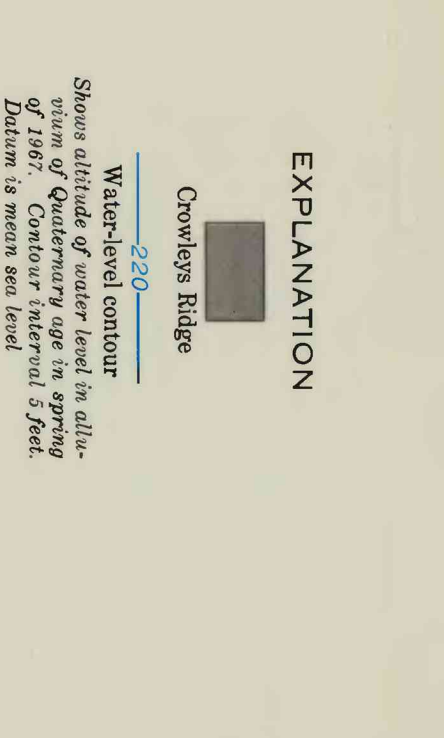 EXPLANATION
Crowleys Ridge
220
Water-level contour
Shows altitude of water level in allu-
vium of Quaternary age in spring
of 1967. Contour interval 5 feet.
Datum is mean sea level